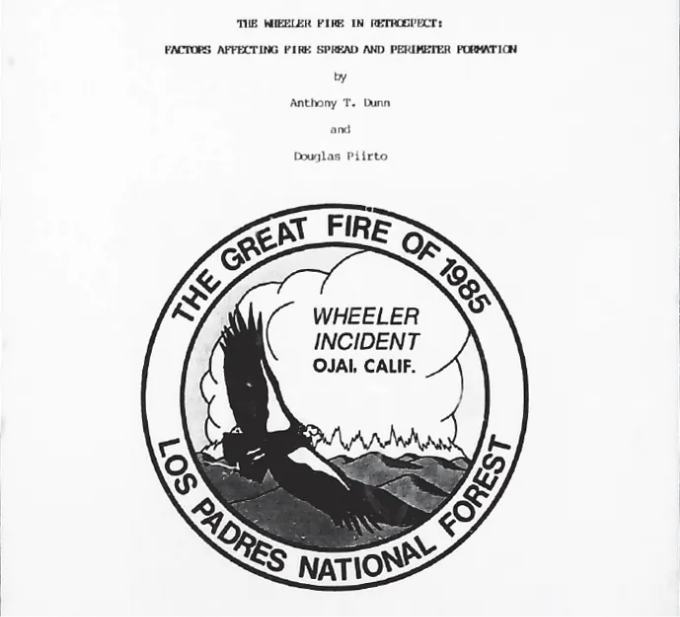 THE WHEELER FIRE IN RETROSPECT:
FACTORS AFFECTING FIRE SPREAD AND PERIMETER FORMATION
by
Anthony T. Dunn
and
Douglas Piirto
THE GREAT FIRE OF 1985
WHEELER
INCIDENT
OJAI, CALIF.
LOS PADRES NATIONAL FOREST